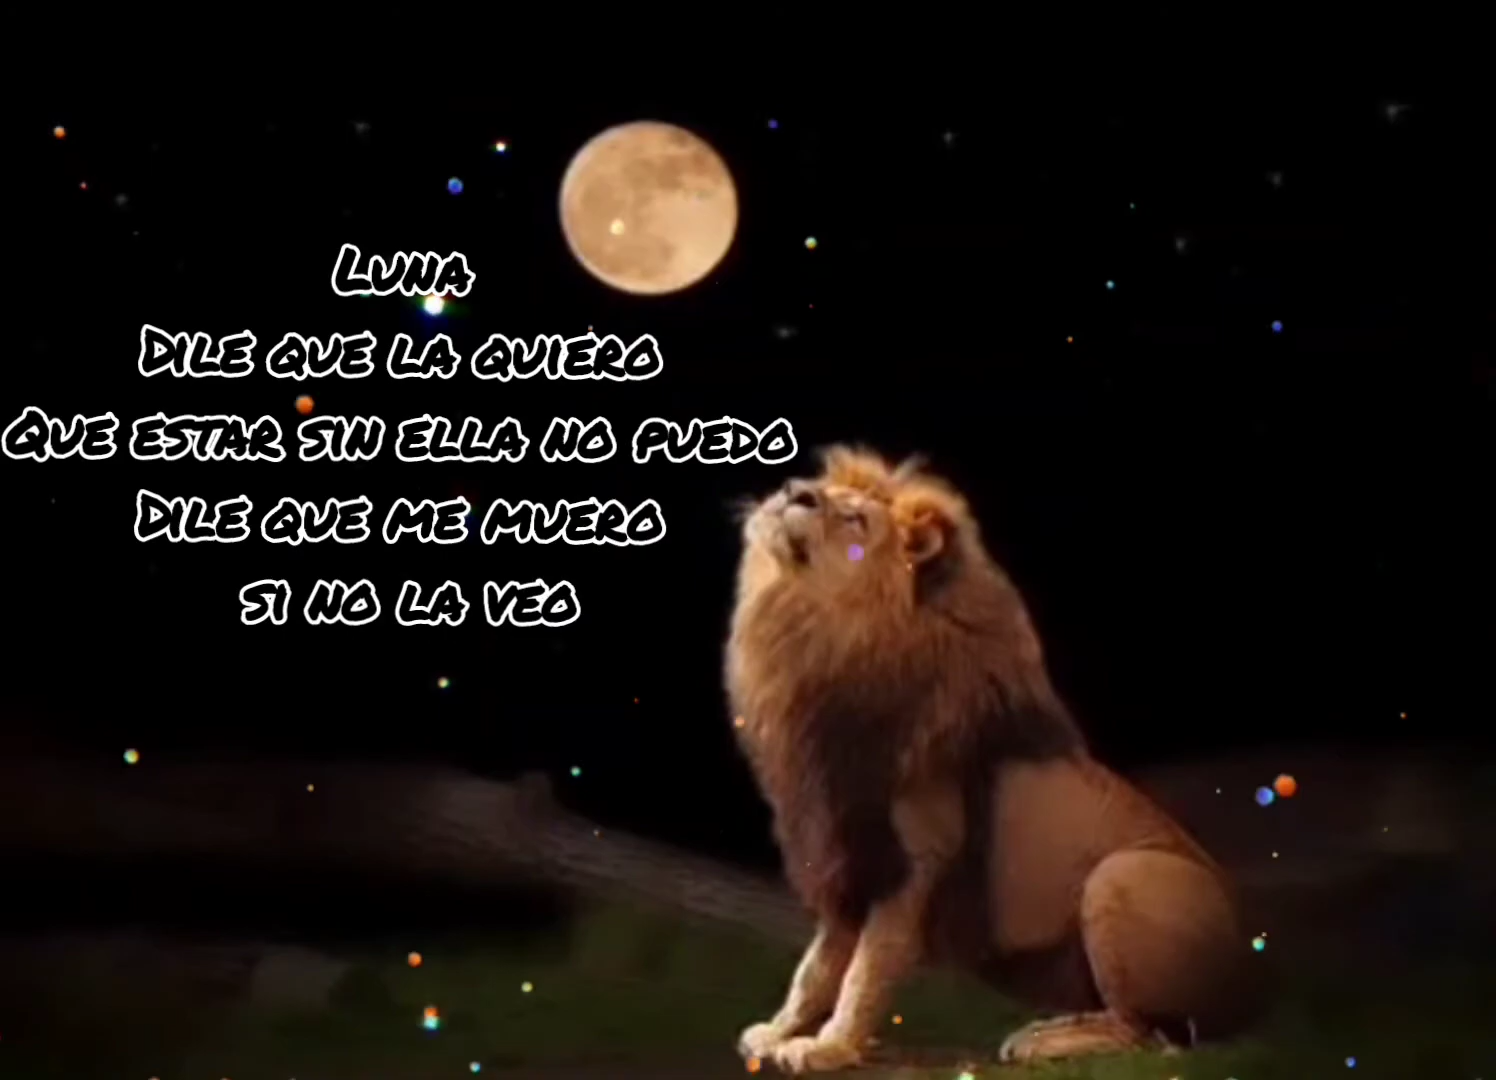 Luna
Dile que la quiero
Que estar sin ella no puedo
Dile que me muero
si no la veo